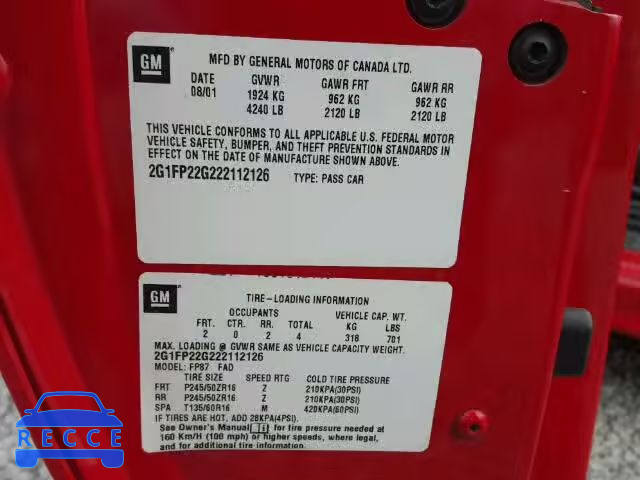 GM
MFD BY GENERAL MOTORS OF CANADA LTD.
DATE GVWR GAWR FRT GAWR RR
08/01 1924 KG 962 KG 962 KG
4240 LB 2120 LB 2120 LB
THIS VEHICLE CONFORMS TO ALL APPLICABLE U.S. FEDERAL MOTOR
VEHICLE SAFETY, BUMPER, AND THEFT PREVENTION STANDARDS IN
EFFECT ON THE DATE OF MANUFACTURE SHOWN ABOVE.
2G1FP22G222112126 TYPE: PASS CAR
GM
TIRE-LOADING INFORMATION
OCCUPANTS VEHICLE CAP. WT.
FRT. CTR. RR. TOTAL KG LBS
2 0 2 4 318 701
MAX. LOADING @ GVWR SAME AS VEHICLE CAPACITY WEIGHT.
2G1FP22G222112126
MODEL: FP87 FAD
TIRE SIZE SPEED RTG COLD TIRE PRESSURE
FRT P245/50ZR16 Z 210KPA(30PSI)
RR P245/50ZR16 Z 210KPA(30PSI)
SPA T135/60R16 M 420KPA(60PSI)
IF TIRES ARE HOT, ADD 28KPA(4PSI).
See Owner's Manual for tire pressure needed at
160 Km/H (100 mph) or higher speeds, where legal,
and for additional tire information.
RECCE